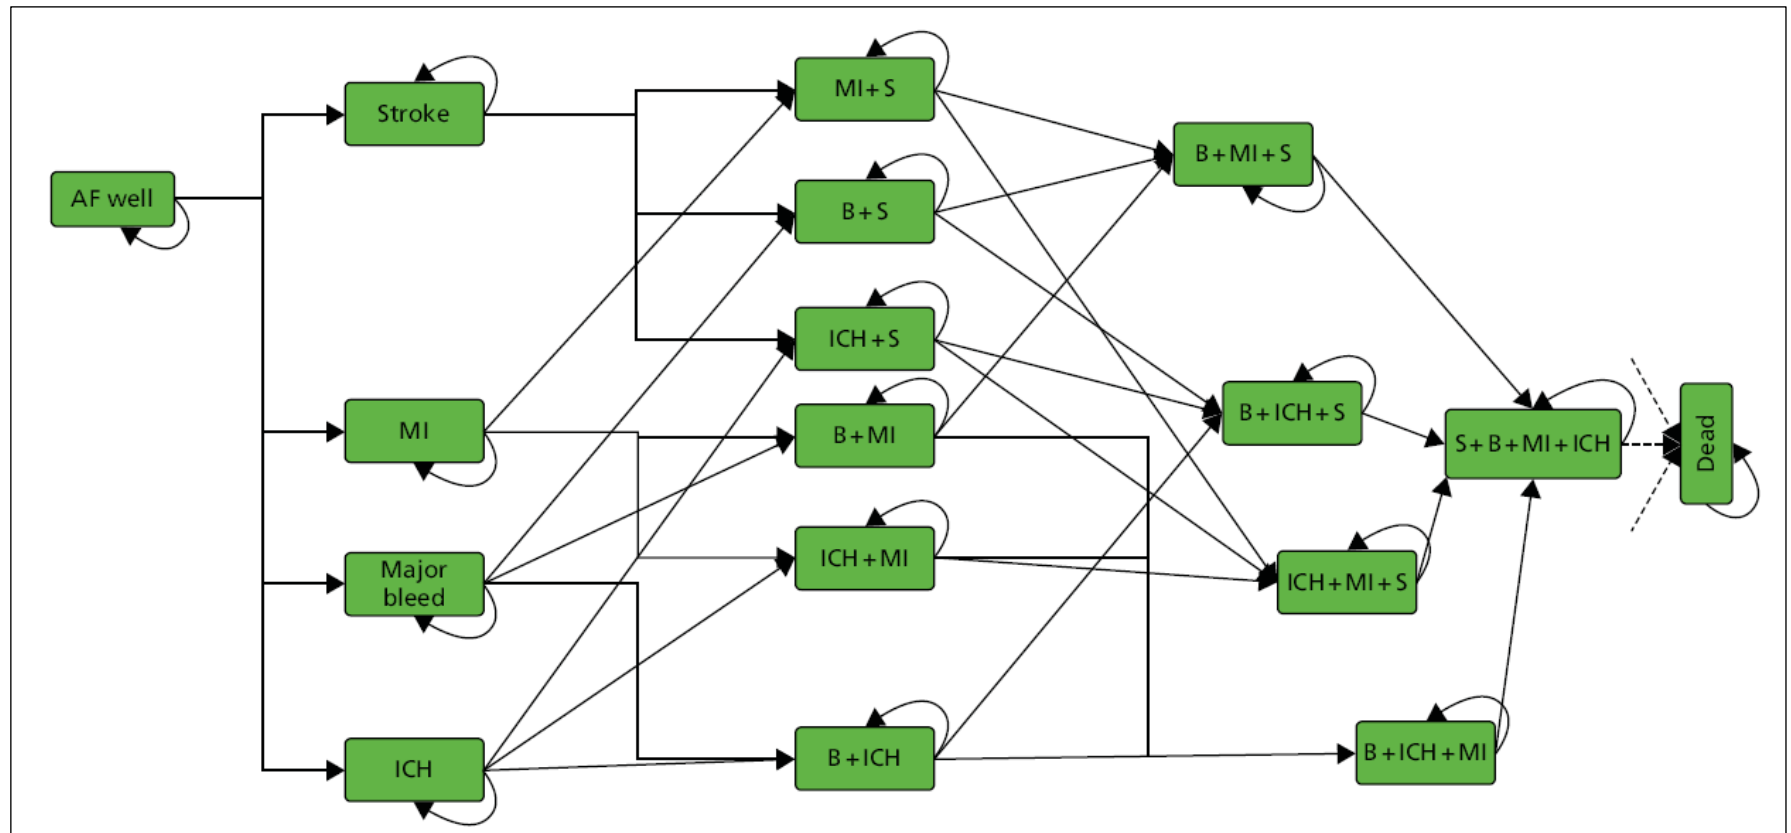 AF well
Stroke
MI
Major
bleed
ICH
MI + S
B + S
ICH + S
B + MI
ICH + MI
B + ICH
B + MI + S
B + ICH + S
ICH + MI + S
B + ICH + MI
S + B + MI + ICH
Dead